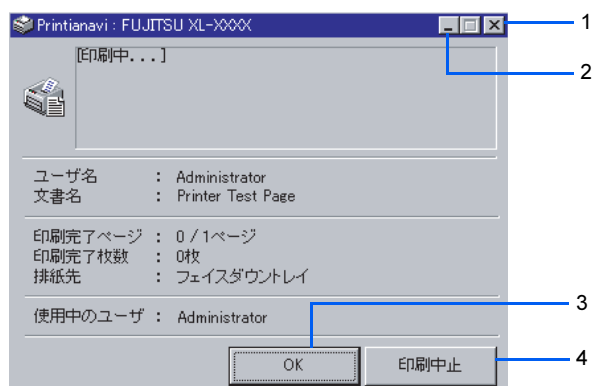 Printianavi : FUJITSU XL-XXXX
1
2
[印刷中...]
ユーザ名 : Administrator
文書名 : Printer Test Page
印刷完了ページ : 0 / 1ページ
印刷完了枚数 : 0枚
排紙先 : フェイスダウントレイ
使用中のユーザ : Administrator
3
OK
印刷中止
4